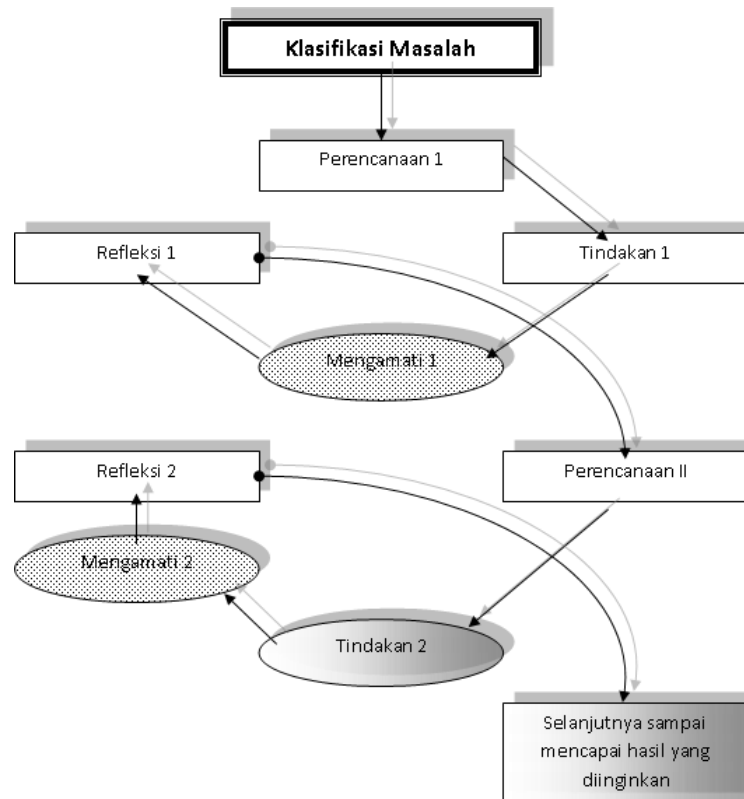 Klasifikasi Masalah
Perencanaan 1
Refleksi 1
Tindakan 1
Mengamati 1
Refleksi 2
Perencanaan II
Mengamati 2
Tindakan 2
Selanjutnya sampai
mencapai hasil yang
diinginkan